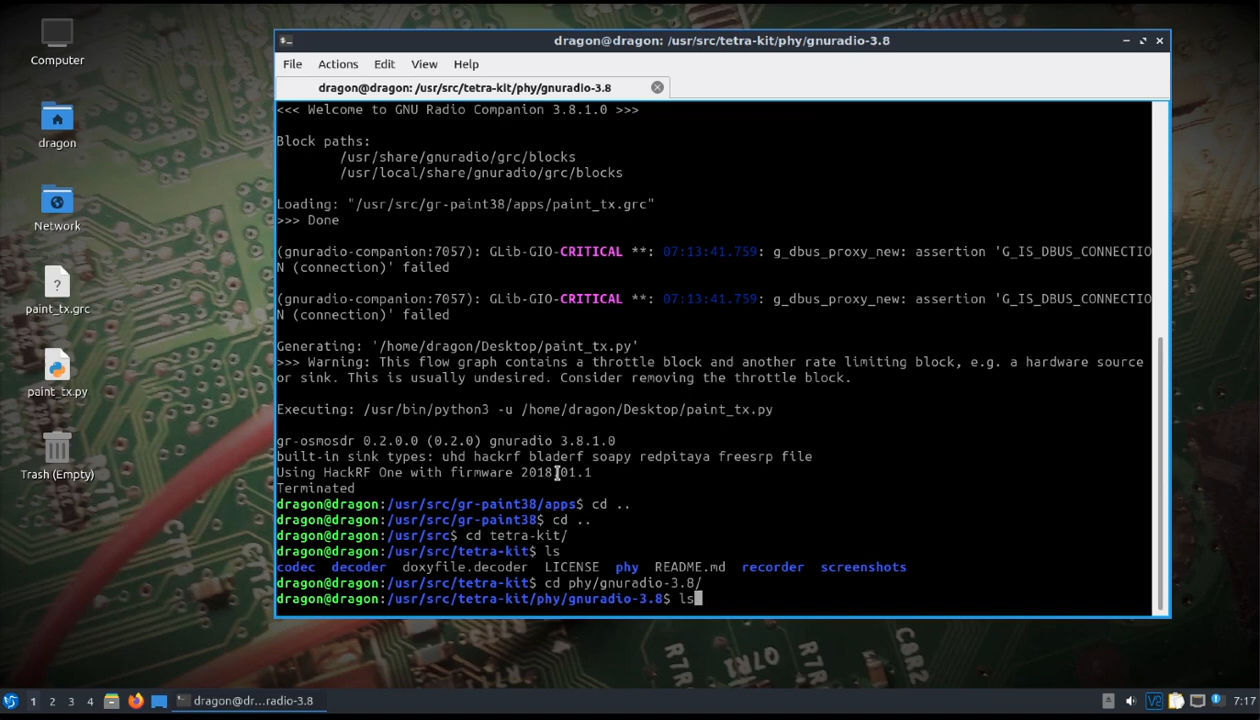 Computer
dragon
Network
paint_tx.grc
paint_tx.py
Trash (Empty)
dragon@dragon: /usr/src/tetra-kit/phy/gnuradio-3.8
File Actions Edit View Help
dragon@dragon: /usr/src/tetra-kit/phy/gnuradio-3.8
<<< Welcome to GNU Radio Companion 3.8.1.0 >>>
Block paths:
/usr/share/gnuradio/grc/blocks
/usr/local/share/gnuradio/grc/blocks
Loading: "/usr/src/gr-paint38/apps/paint_tx.grc"
>>> Done
(gnuradio-companion:7057): GLib-GIO-CRITICAL **: 07:13:41.759: g_dbus_proxy_new: assertion 'G_IS_DBUS_CONNECTIO
N (connection)' failed
(gnuradio-companion:7057): GLib-GIO-CRITICAL **: 07:13:41.759: g_dbus_proxy_new: assertion 'G_IS_DBUS_CONNECTIO
N (connection)' failed
Generating: '/home/dragon/Desktop/paint_tx.py'
>>> Warning: This flow graph contains a throttle block and another rate limiting block, e.g. a hardware source
or sink. This is usually undesired. Consider removing the throttle block.
Executing: /usr/bin/python3 -u /home/dragon/Desktop/paint_tx.py
gr-osmosdr 0.2.0.0 (0.2.0) gnuradio 3.8.1.0
built-in sink types: uhd hackrf bladerf soapy redpitaya freesrp file
Using HackRF One with firmware 2018.01.1
Terminated
dragon@dragon:/usr/src/gr-paint38/apps$ cd ..
dragon@dragon:/usr/src/gr-paint38$ cd ..
dragon@dragon:/usr/src$ cd tetra-kit/
dragon@dragon:/usr/src/tetra-kit$ ls
codec decoder doxyfile.decoder LICENSE phy README.md recorder screenshots
dragon@dragon:/usr/src/tetra-kit$ cd phy/gnuradio-3.8/
dragon@dragon:/usr/src/tetra-kit/phy/gnuradio-3.8$ ls
1 2 3 4 dragon@dr...radio-3.8 7:17